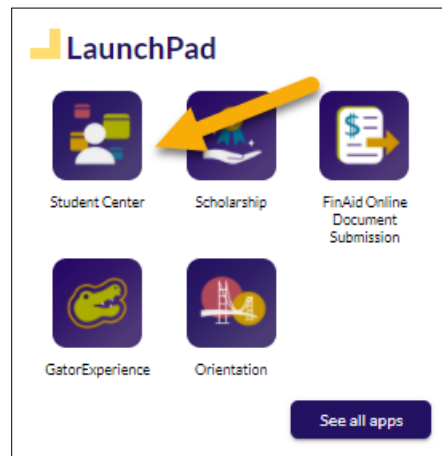 LaunchPad
Student Center
Scholarship
FinAid Online
Document
Submission
$
GatorExperience
Orientation
See all apps